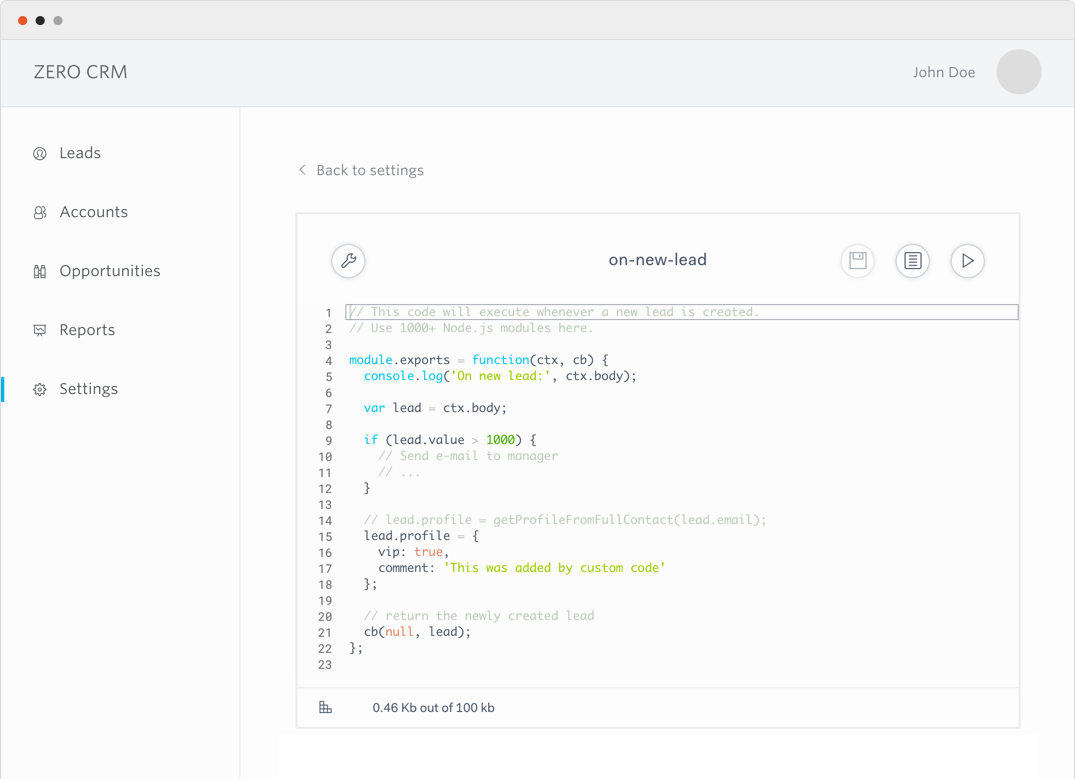 ZERO CRM
John Doe
Leads
Accounts
Opportunities
Reports
Settings
Back to settings
on-new-lead
1 // This code will execute whenever a new lead is created.
2 // Use 1000+ Node.js modules here.
3
4 module.exports = function(ctx, cb) {
5   console.log('On new lead:', ctx.body);
6
7   var lead = ctx.body;
8
9   if (lead.value > 1000) {
10     // Send e-mail to manager
11     // ...
12   }
13
14   // lead.profile = getProfileFromFullContact(lead.email);
15   lead.profile = {
16     vip: true,
17     comment: 'This was added by custom code'
18   };
19
20   // return the newly created lead
21   cb(null, lead);
22 };
23
0.46 Kb out of 100 kb